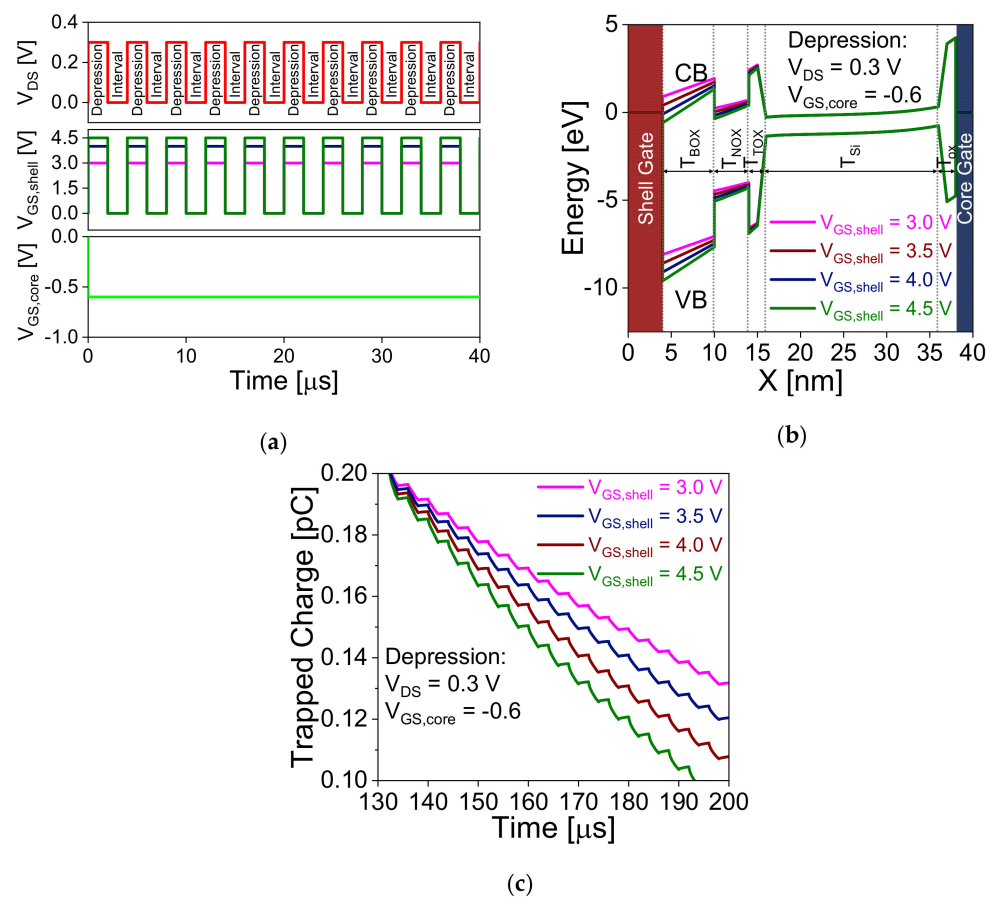 (a)
V_DS [V]
0.4
0.2
0.0
Depression Interval Depression Interval Depression Interval Depression Interval Depression Interval Depression Interval Depression Interval Depression Interval Depression Interval Depression Interval
V_GS,shell [V]
4.5
3.0
1.5
0.0
V_GS,core [V]
0.0
-0.5
-1.0
0 10 20 30 40
Time [μs]
(a)
(b)
Energy [eV]
5
0
-5
-10
Depression:
V_DS = 0.3 V
V_GS,core = -0.6
CB
VB
Shell Gate
T_BOX
T_NOX
T_TOX
T_Si
T_ox
Core Gate
V_GS,shell = 3.0 V
V_GS,shell = 3.5 V
V_GS,shell = 4.0 V
V_GS,shell = 4.5 V
0 10 15 30 35 40
X [nm]
(b)
Trapped Charge [pC]
0.20
0.18
0.16
0.14
0.12
0.10
V_GS,shell = 3.0 V
V_GS,shell = 3.5 V
V_GS,shell = 4.0 V
V_GS,shell = 4.5 V
Depression:
V_DS = 0.3 V
V_GS,core = -0.6
130 140 150 160 170 180 190 200
Time [μs]
(c)